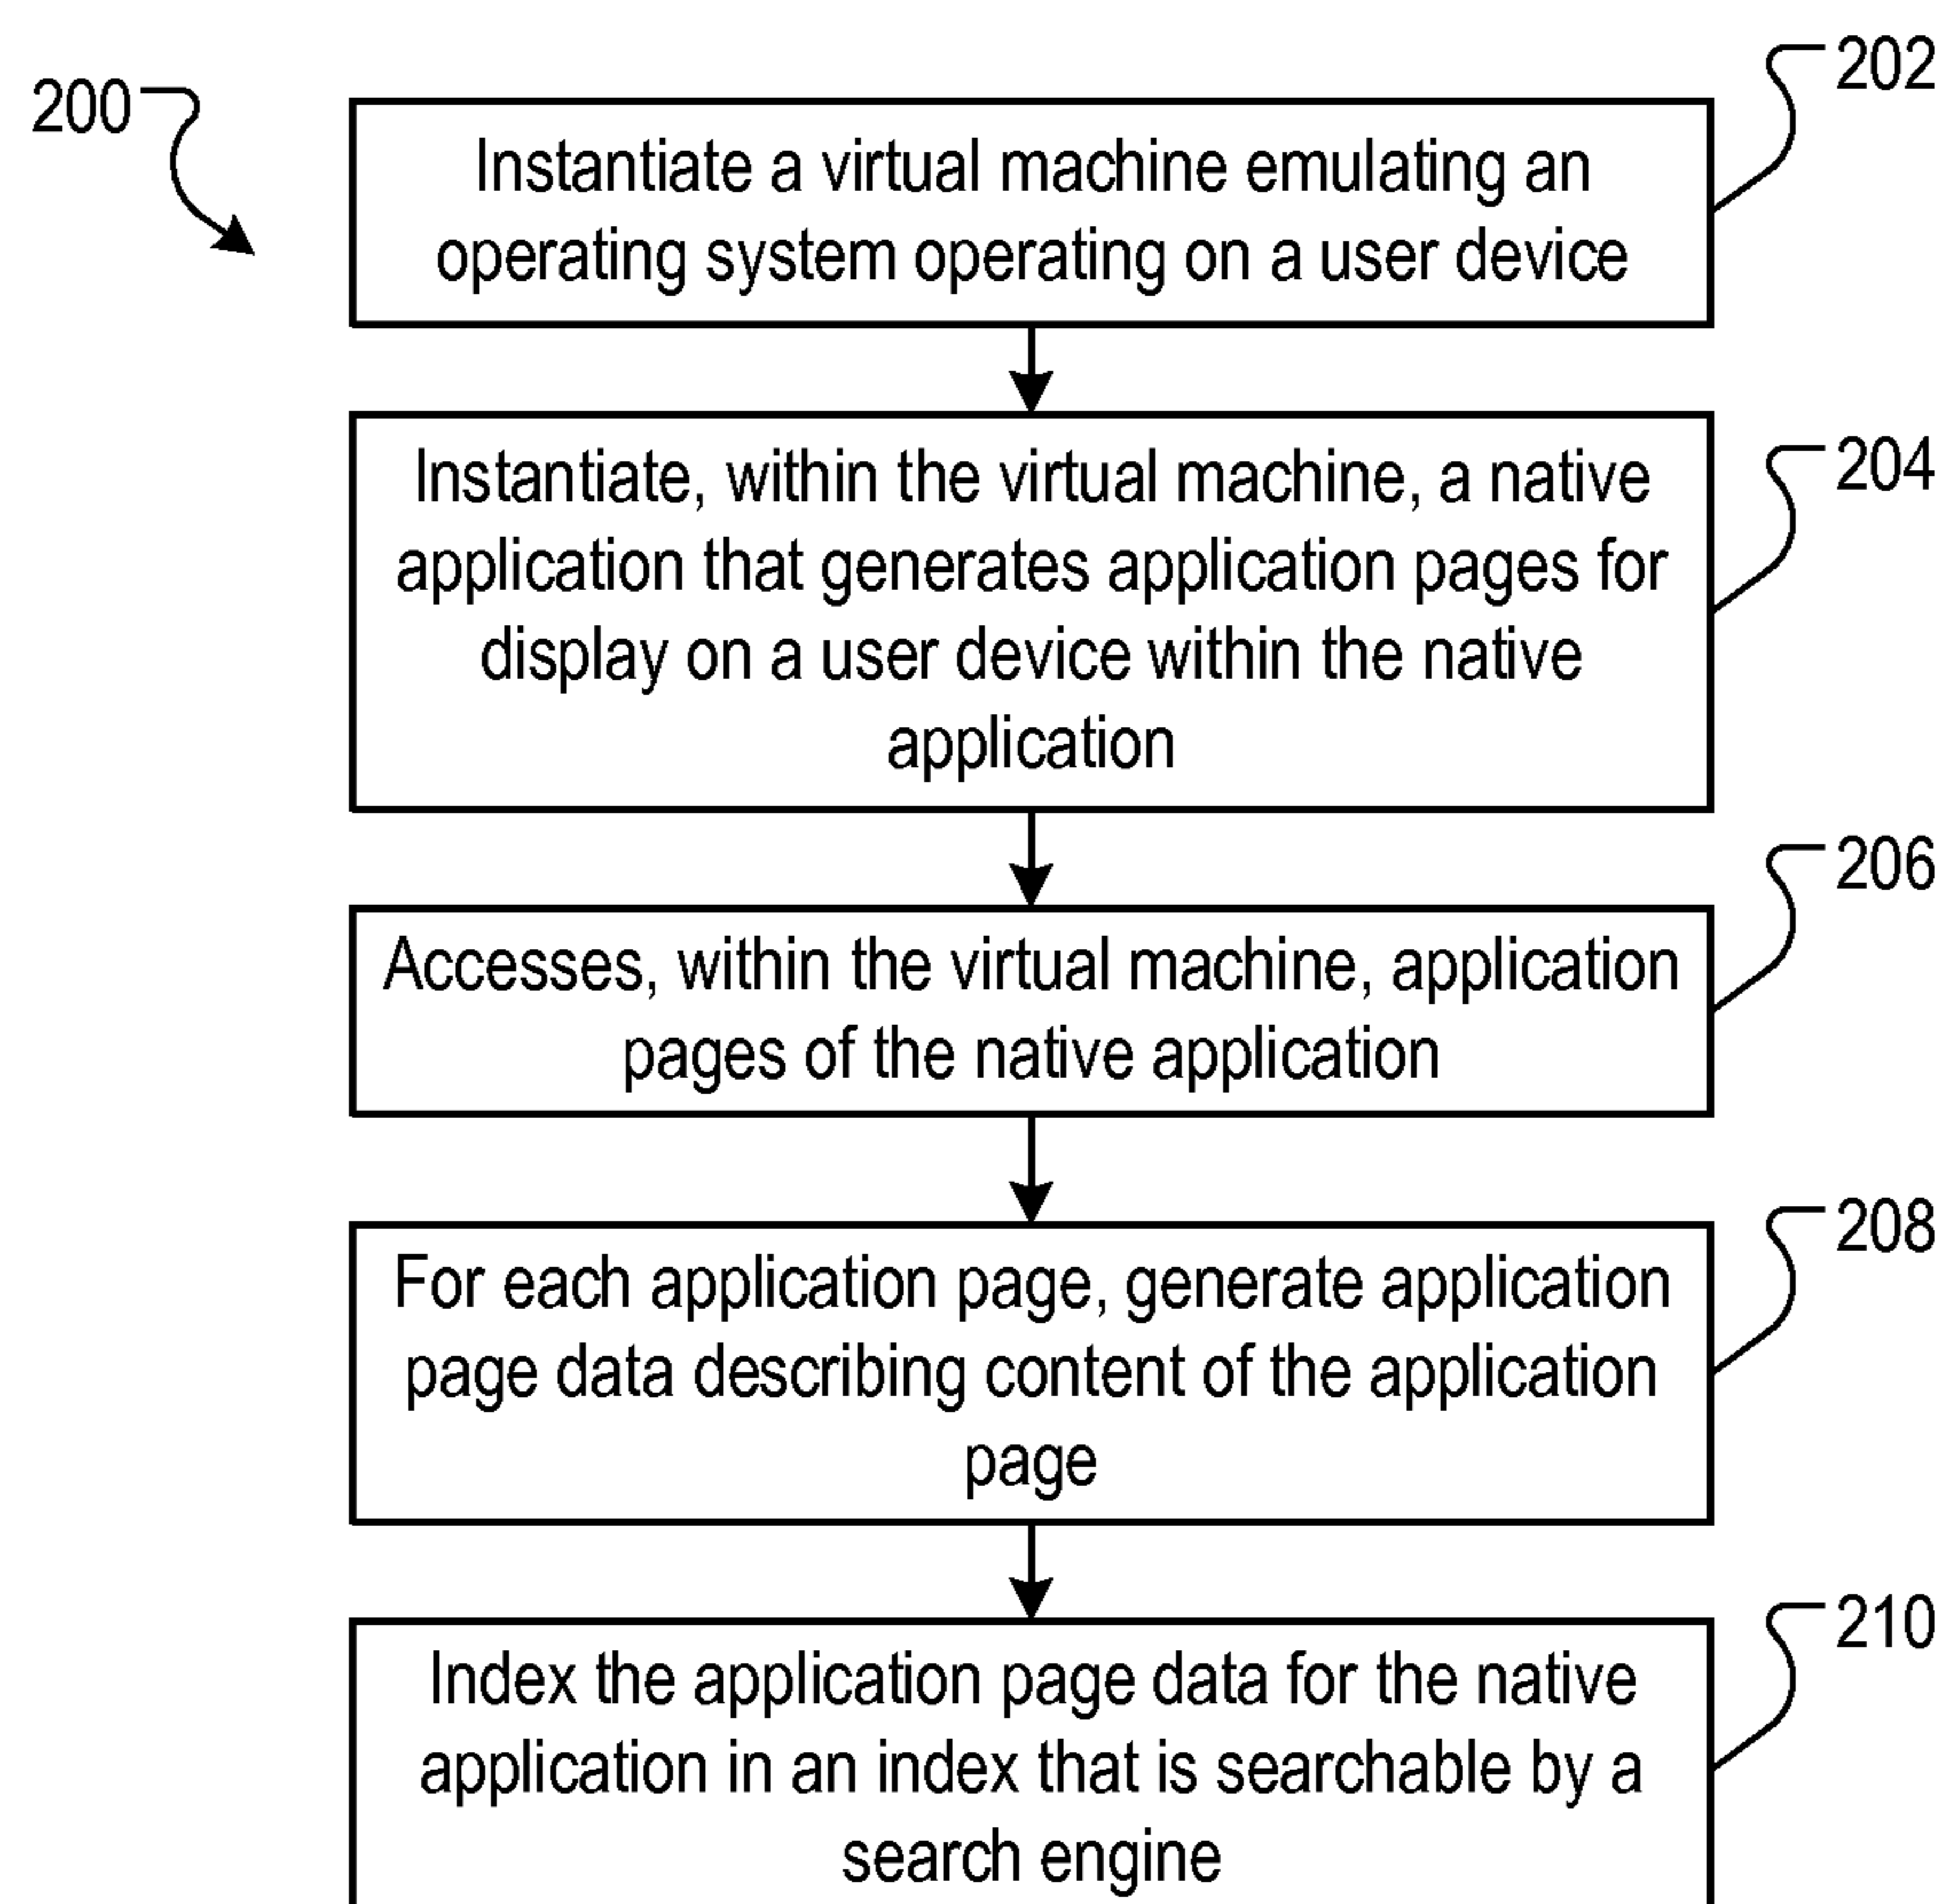 200
202
Instantiate a virtual machine emulating an
operating system operating on a user device
204
Instantiate, within the virtual machine, a native
application that generates application pages for
display on a user device within the native
application
206
Accesses, within the virtual machine, application
pages of the native application
208
For each application page, generate application
page data describing content of the application
page
210
Index the application page data for the native
application in an index that is searchable by a
search engine